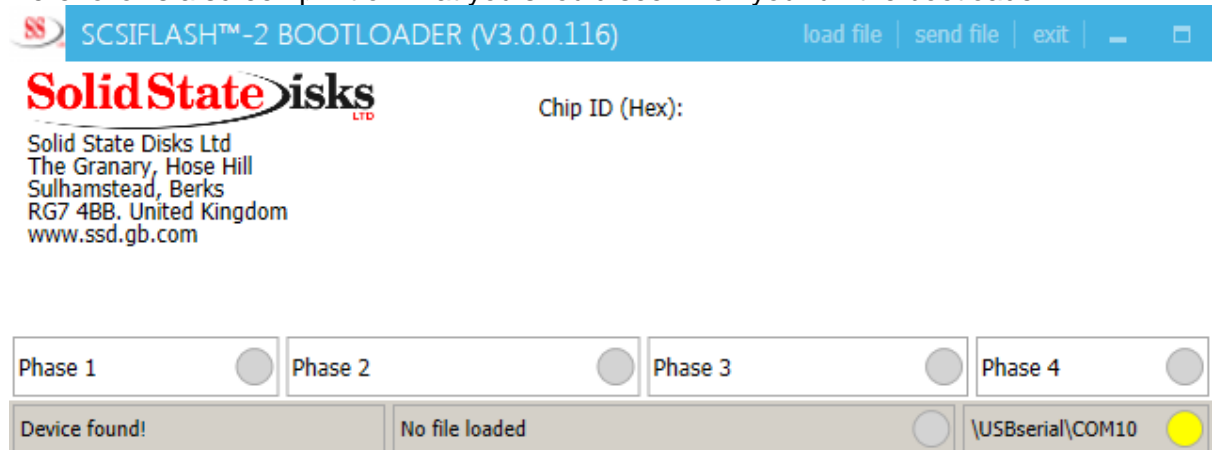 SS
SCSIFLASH™-2 BOOTLOADER (V3.0.0.116)
load file | send file | exit |
Solid State Disks
LTD
Chip ID (Hex):
Solid State Disks Ltd
The Granary, Hose Hill
Sulhamstead, Berks
RG7 4BB. United Kingdom
www.ssd.gb.com
Phase 1
Phase 2
Phase 3
Phase 4
Device found!
No file loaded
\USBserial\COM10